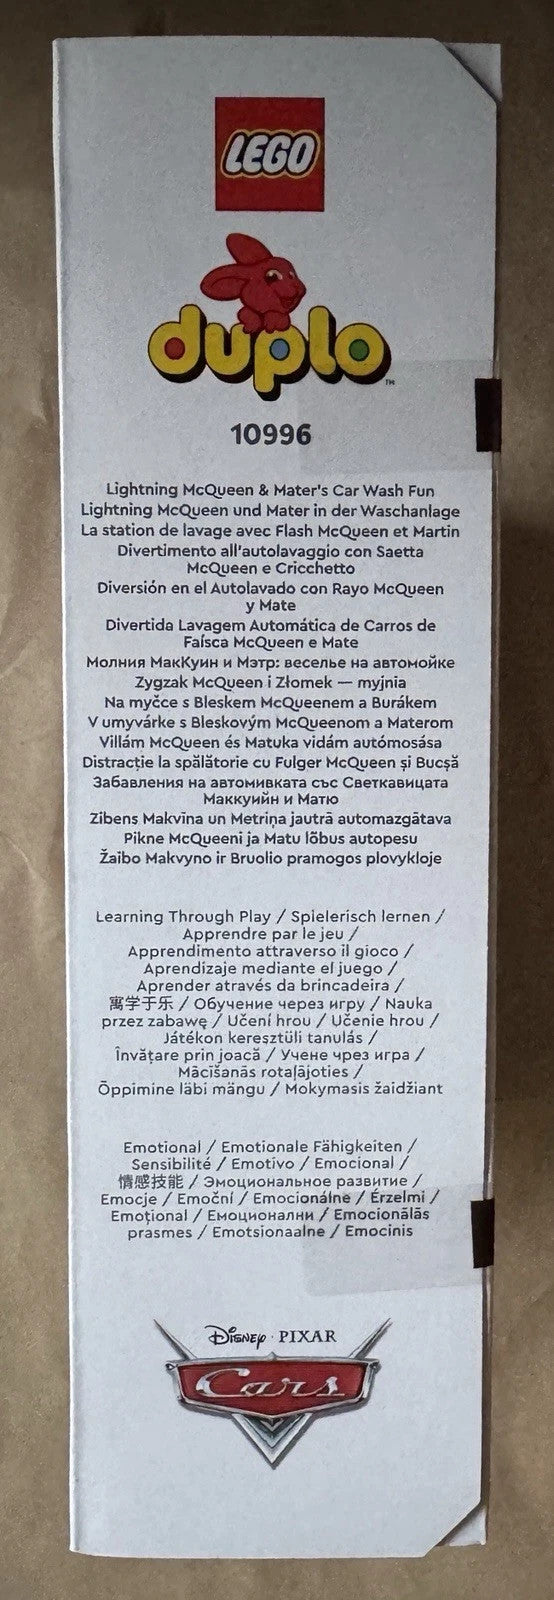 LEGO
duplo™
10996
Lightning McQueen & Mater's Car Wash Fun
Lightning McQueen und Mater in der Waschanlage
La station de lavage avec Flash McQueen et Martin
Divertimento all'autolavaggio con Saetta
McQueen e Cricchetto
Diversión en el Autolavado con Rayo McQueen
y Mate
Divertida Lavagem Automática de Carros de
Faísca McQueen e Mate
Молния МакКуин и Мэтр: веселье на автомойке
Zygzak McQueen i Złomek — myjnia
Na myčce s Bleskem McQueenem a Burákem
V umyvárke s Bleskovým McQueenom a Materom
Villám McQueen és Matuka vidám autómosása
Distracție la spălătorie cu Fulger McQueen și Bucșă
Забавления на автомивката със Светкавицата
Маккуийн и Матю
Zibens Makvīna un Metriņa jautrā automazgātava
Pikne McQueeni ja Matu lõbus autopesu
Žaibo Makvyno ir Bruolio pramogos plovykloje
Learning Through Play / Spielerisch lernen /
Apprendre par le jeu /
Apprendimento attraverso il gioco /
Aprendizaje mediante el juego /
Aprender através da brincadeira /
寓学于乐 / Обучение через игру / Nauka
przez zabawę / Učení hrou / Učenie hrou /
Játékon keresztüli tanulás /
Învățare prin joacă / Учене чрез игра /
Mācīšanās rotaļājoties /
Õppimine läbi mängu / Mokymasis žaidžiant
Emotional / Emotionale Fähigkeiten /
Sensibilité / Emotivo / Emocional /
情感技能 / Эмоциональное развитие /
Emocje / Emoční / Emocionálne / Érzelmi /
Emoțional / Емоционални / Emocionālās
prasmes / Emotsionaalne / Emocinis
Disney · PIXAR
Cars